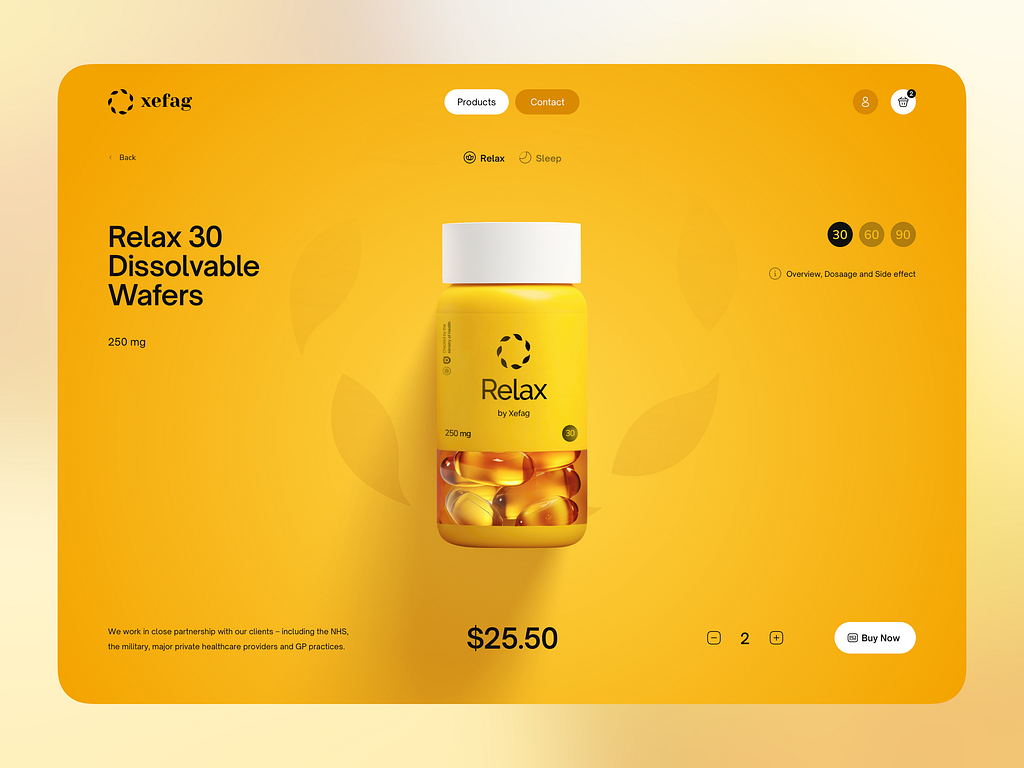 xefag
Products
Contact
2
Back
Relax
Sleep
Relax 30
Dissolvable
Wafers
250 mg
30
60
90
Overview, Dosaage and Side effect
Relax
by Xefag
250 mg
30
We work in close partnership with our clients – including the NHS,
the military, major private healthcare providers and GP practices.
$25.50
2
Buy Now